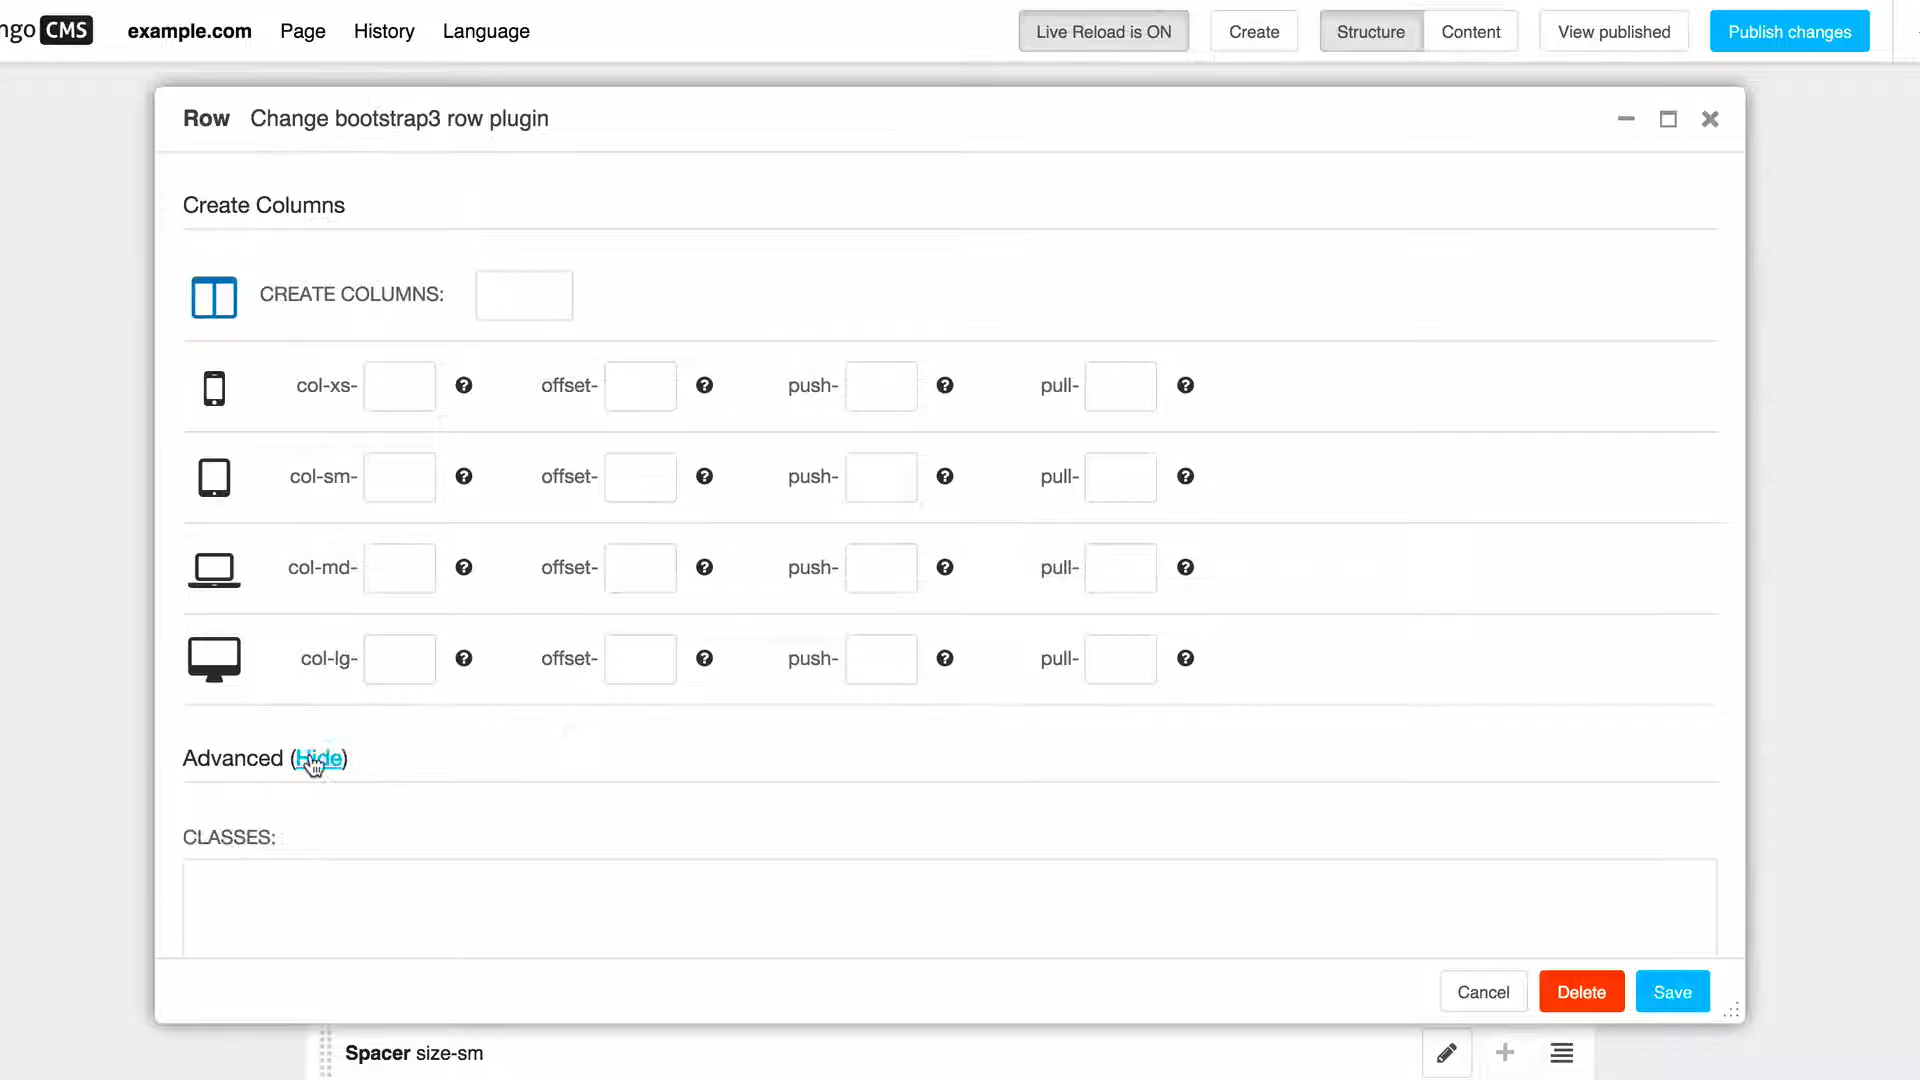 ngo CMS example.com Page History Language Live Reload is ON Create Structure Content View published Publish changes
Row Change bootstrap3 row plugin
Create Columns
CREATE COLUMNS:
col-xs- offset- push- pull-
col-sm- offset- push- pull-
col-md- offset- push- pull-
col-lg- offset- push- pull-
Advanced (Hide)
CLASSES:
Cancel Delete Save
Spacer size-sm